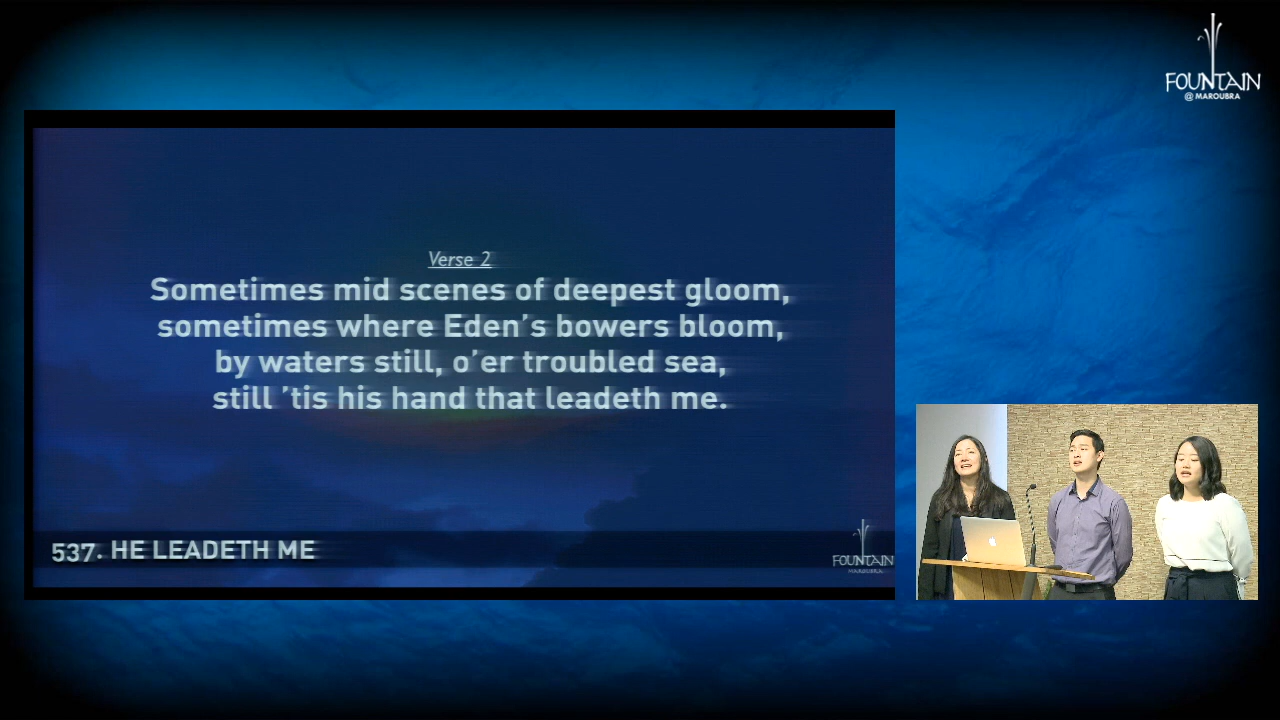 FOUNTAIN
@ MAROUBRA
Verse 2
Sometimes mid scenes of deepest gloom,
sometimes where Eden’s bowers bloom,
by waters still, o’er troubled sea,
still ’tis his hand that leadeth me.
537. HE LEADETH ME
FOUNTAIN
MAROUBRA